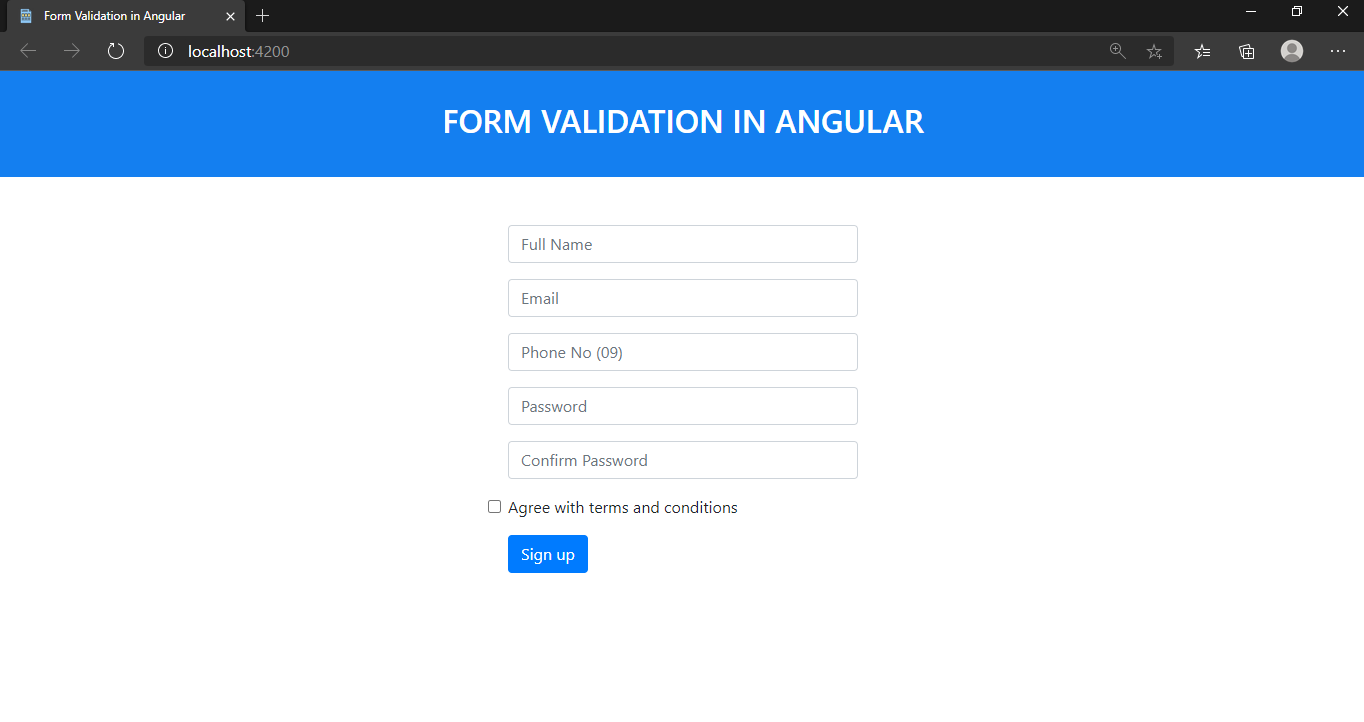 Form Validation in Angular
localhost:4200
FORM VALIDATION IN ANGULAR
Full Name
Email
Phone No (09)
Password
Confirm Password
Agree with terms and conditions
Sign up